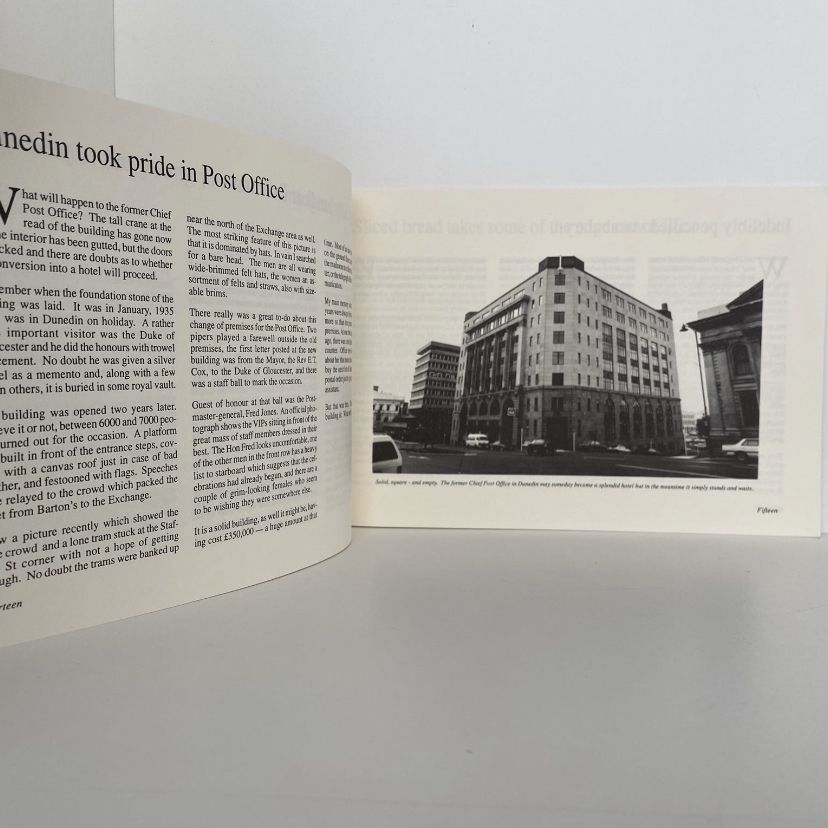 nedin took pride in Post Office
What will happen to the former Chief
Post Office? The tall crane at the
read of the building has gone now
interior has been gutted, but the doors
cked and there are doubts as to whether
onversion into a hotel will proceed.
ember when the foundation stone of the
ing was laid. It was in January, 1935
was in Dunedin on holiday. A rather
important visitor was the Duke of
cester and he did the honours with trowel
cement. No doubt he was given a silver
el as a memento and, along with a few
n others, it is buried in some royal vault.
building was opened two years later.
eve it or not, between 6000 and 7000 peo-
urned out for the occasion. A platform
built in front of the entrance steps, cov-
with a canvas roof just in case of bad
ther, and festooned with flags. Speeches
relayed to the crowd which packed the
et from Barton's to the Exchange.
w a picture recently which showed the
crowd and a lone tram stuck at the Staf-
St corner with not a hope of getting
ugh. No doubt the trams were banked up
rteen
near the north of the Exchange area as well.
The most striking feature of this picture is
that it is dominated by hats. In vain I searched
for a bare head. The men are all wearing
wide-brimmed felt hats, the women an as-
sortment of felts and straws, also with size-
able brims.
There really was a great to-do about this
change of premises for the Post Office. Two
pipers played a farewell outside the old
premises, the first letter posted at the new
building was from the Mayor, the Rev E.T.
Cox, to the Duke of Gloucester, and there
was a staff ball to mark the occasion.
Guest of honour at that ball was the Post-
master-general, Fred Jones. An official pho-
tograph shows the VIPs sitting in front of the
great mass of staff members dressed in their
best. The Hon Fred looks uncomfortable, one
of the other men in the front row has a heavy
list to starboard which suggests that the cel-
ebrations had already begun, and there are a
couple of grim-looking females who seem
to be wishing they were somewhere else.
It is a solid building, as well it might be, hav-
ing cost £350,000 — a huge amount at that
Solid, square - and empty. The former Chief Post Office in Dunedin may someday become a splendid hotel but in the meantime it simply stands and waits.
Fifteen